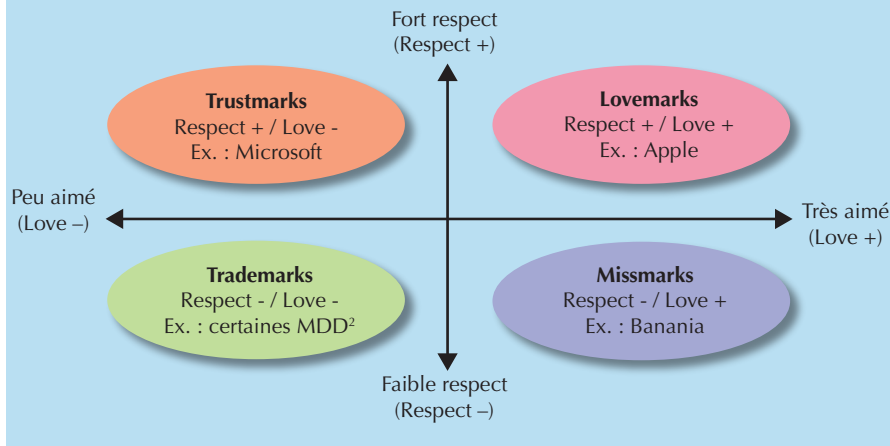 Fort respect
(Respect +)
Trustmarks
Respect + / Love -
Ex. : Microsoft
Lovemarks
Respect + / Love +
Ex. : Apple
Peu aimé
(Love –)
Très aimé
(Love +)
Trademarks
Respect - / Love -
Ex. : certaines MDD²
Missmarks
Respect - / Love +
Ex. : Banania
Faible respect
(Respect –)